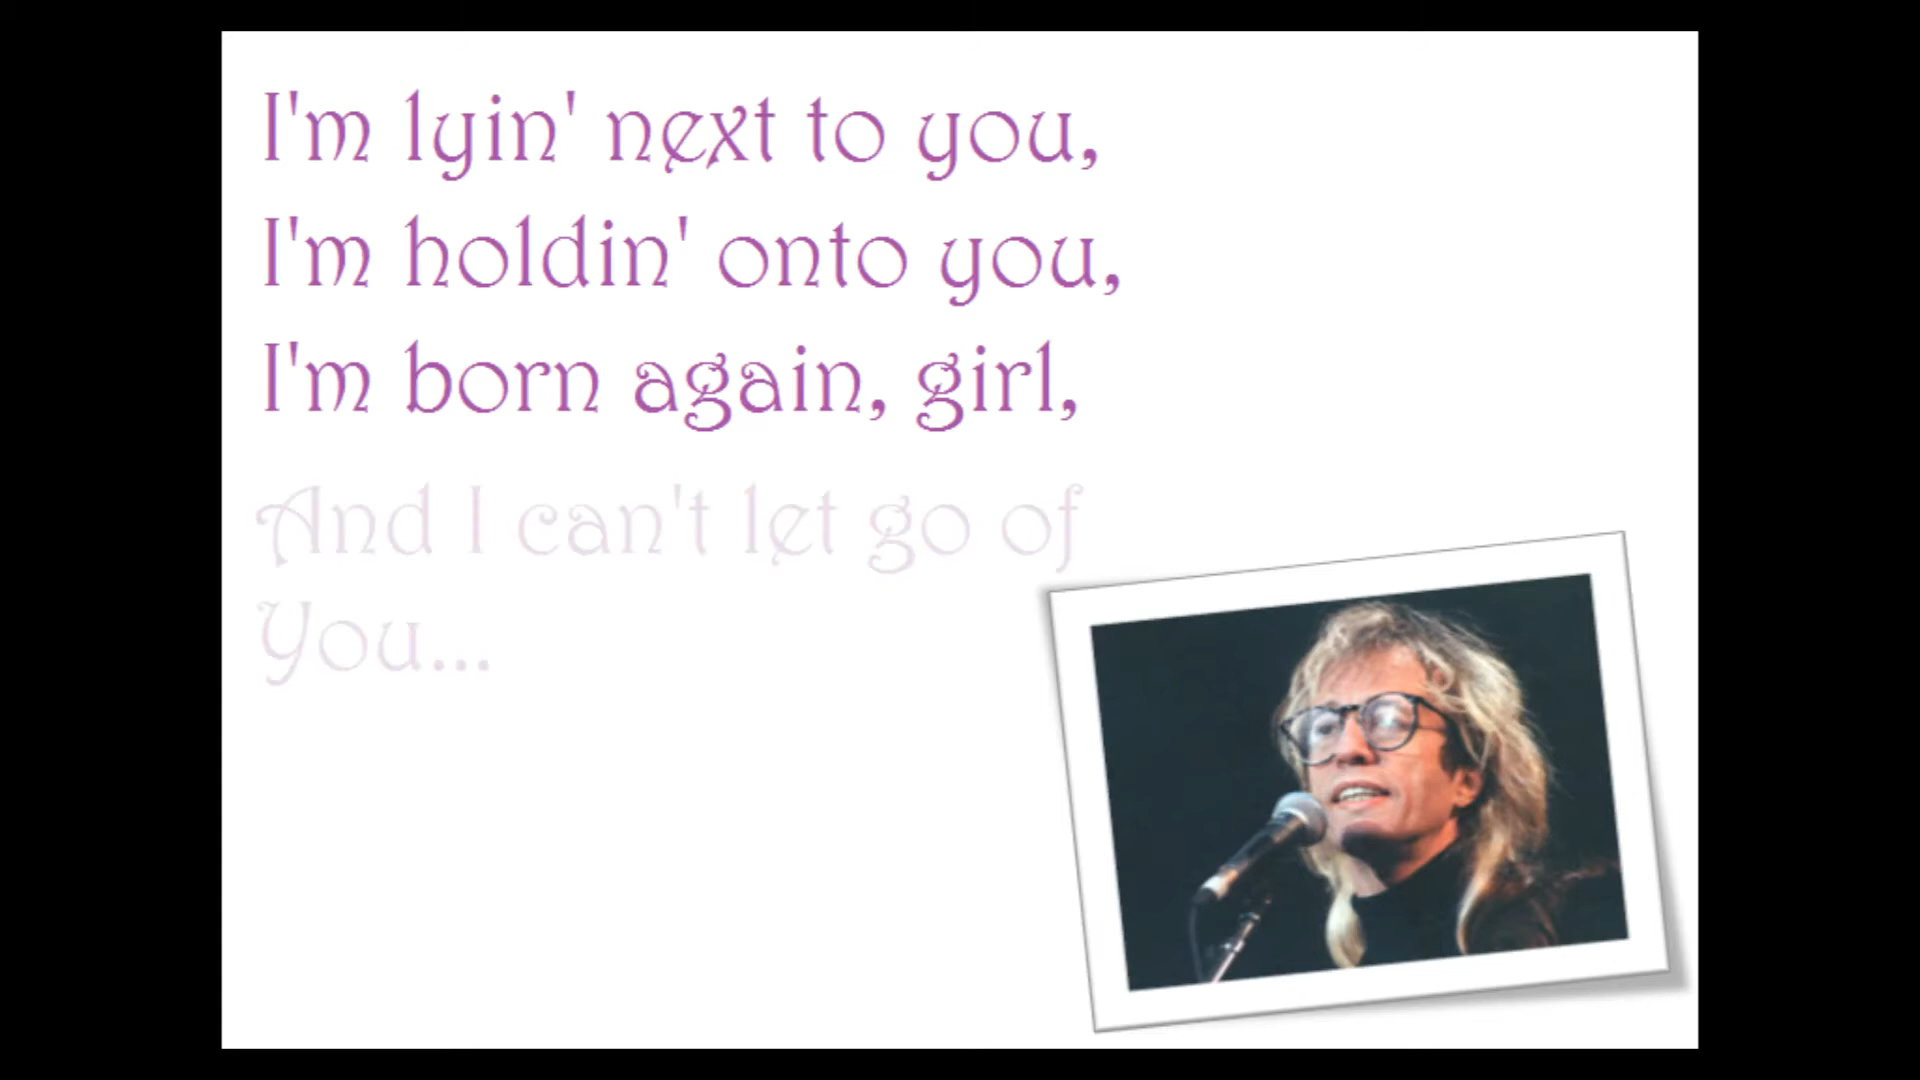 I'm lyin' next to you,
I'm holdin' onto you,
I'm born again, girl,
And I can't let go of
You...